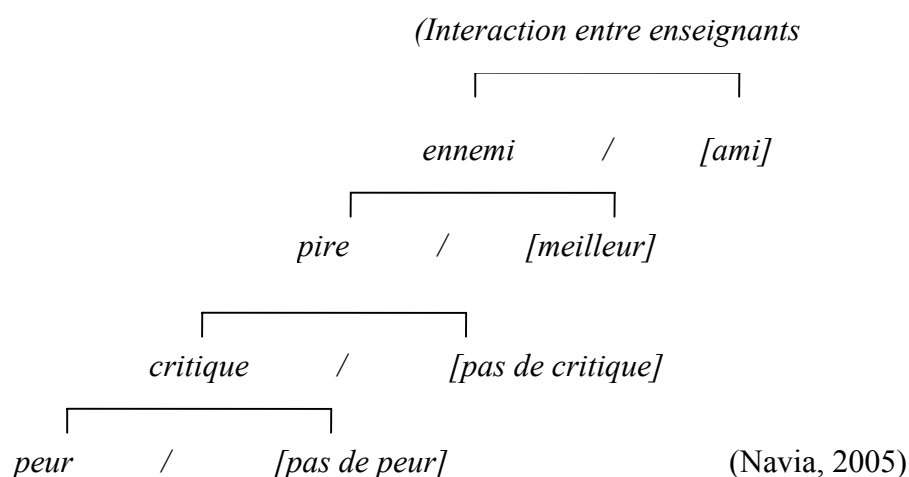 (Interaction entre enseignants
ennemi / [ami]
pire / [meilleur]
critique / [pas de critique]
peur / [pas de peur] (Navia, 2005)